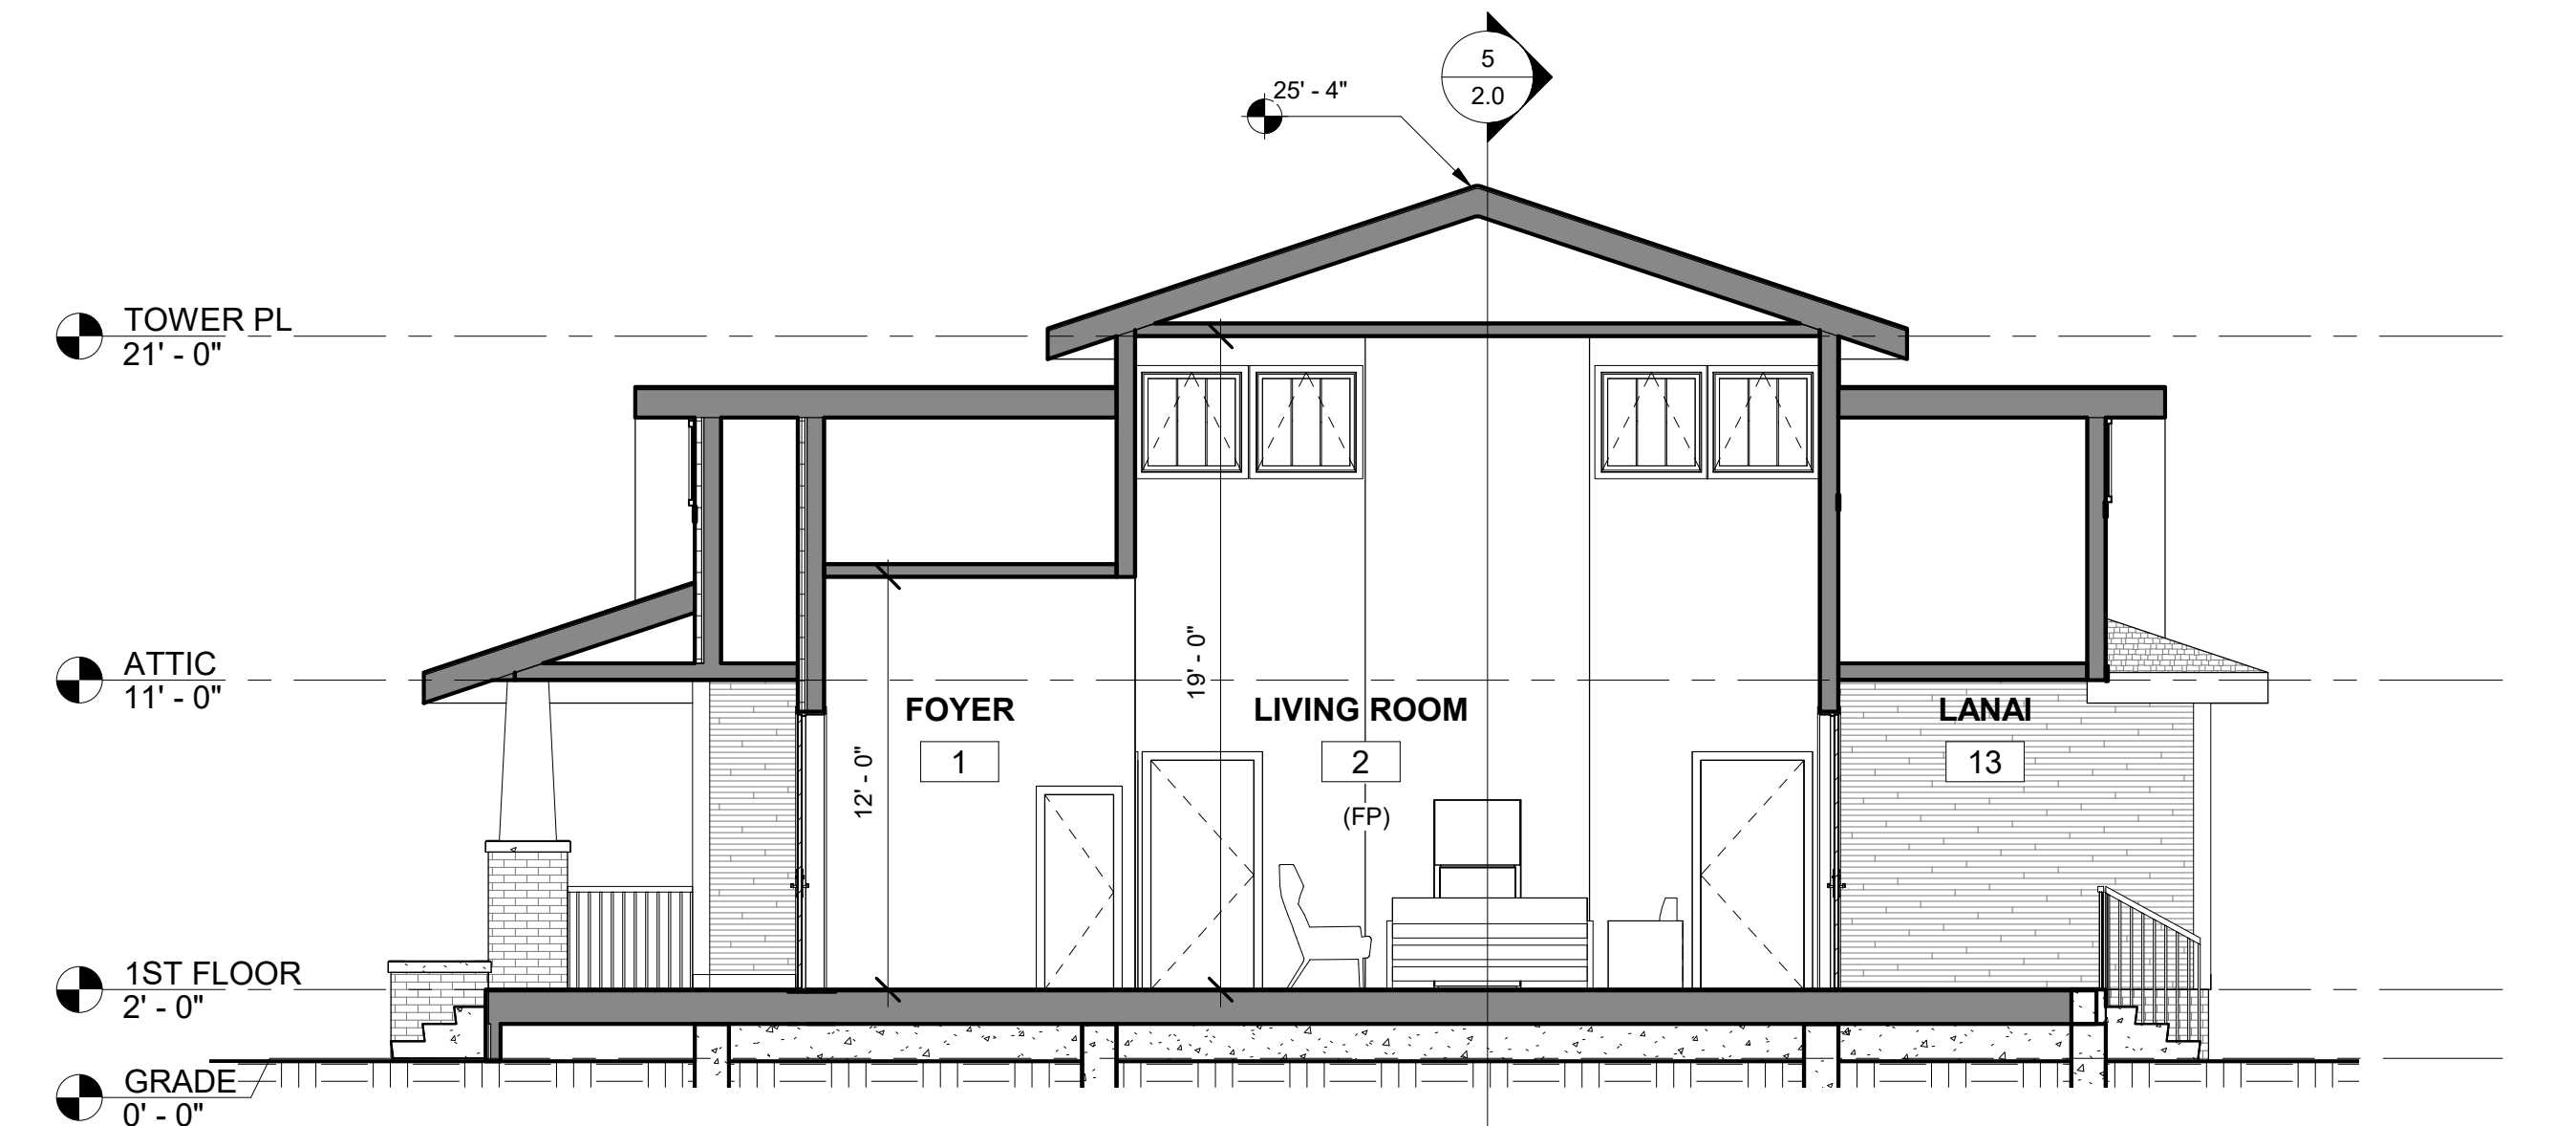 5
2.0
25' - 4"
TOWER PL
21' - 0"
ATTIC
11' - 0"
19' - 0"
FOYER
1
12' - 0"
LIVING ROOM
2
(FP)
LANAI
13
1ST FLOOR
2' - 0"
GRADE
0' - 0"